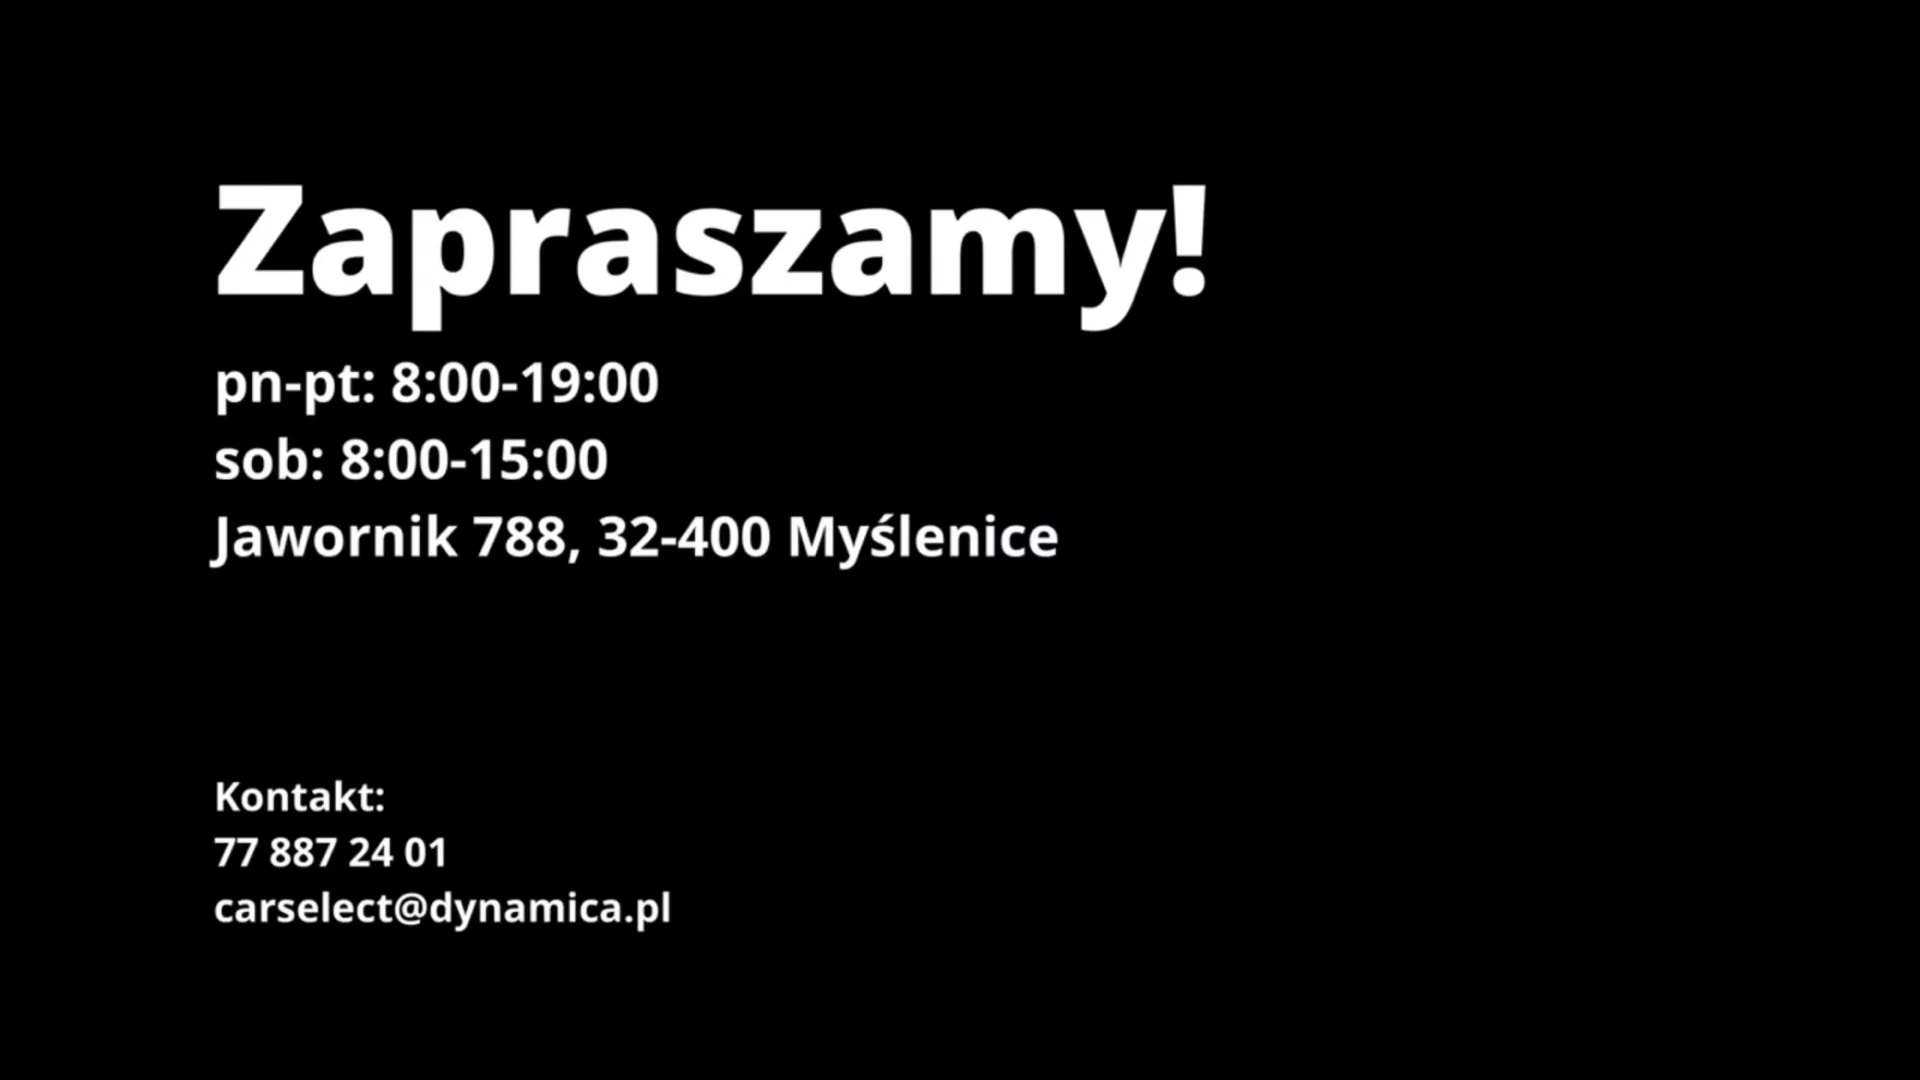 Zapraszamy!
pn-pt: 8:00-19:00
sob: 8:00-15:00
Jawornik 788, 32-400 Myślenice
Kontakt:
77 887 24 01
carselect@dynamica.pl